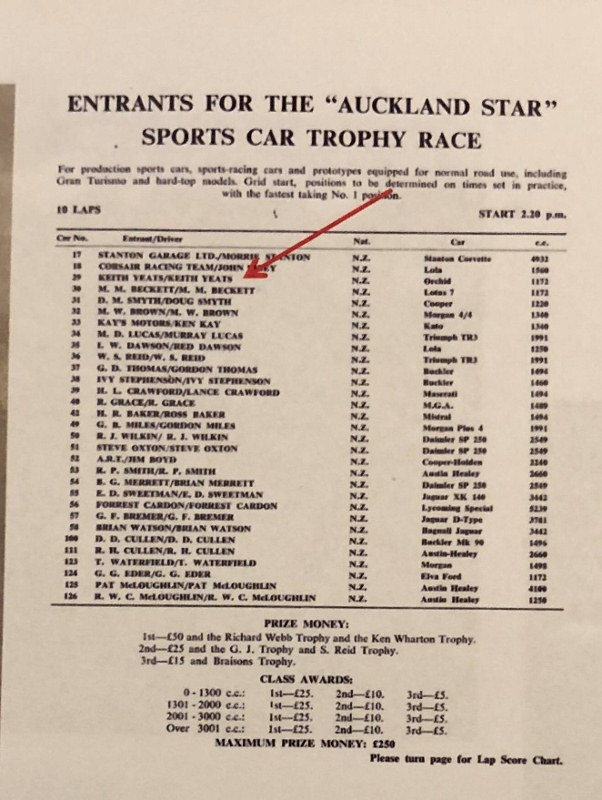 ENTRANTS FOR THE "AUCKLAND STAR"
SPORTS CAR TROPHY RACE
For production sports cars, sports-racing cars and prototypes equipped for normal road use, including
Gran Turismo and hard-top models. Grid start, positions to be determined on times set in practice,
with the fastest taking No. 1 position.
10 LAPS START 2.20 p.m.
Car No. Entrant/Driver Nat. Car c.c.
17 STANTON GARAGE LTD./MORRIE STANTON N.Z. Stanton Corvette 4932
18 CORSAIR RACING TEAM/JOHN N.Z. Lola 1560
29 KEITH YEATS/KEITH YEATS N.Z. Orchid 1172
30 M. M. BECKETT/M. M. BECKETT N.Z. Lotus 7 1172
31 D. M. SMYTH/DOUG SMYTH N.Z. Cooper 1220
32 M. W. BROWN/M. W. BROWN N.Z. Morgan 4/4 1340
33 KAY'S MOTORS/KEN KAY N.Z. Kato 1340
34 M. D. LUCAS/MURRAY LUCAS N.Z. Triumph TR3 1991
35 I. W. DAWSON/RED DAWSON N.Z. Lola 1250
36 W. S. REID/W. S. REID N.Z. Triumph TR3 1991
37 G. D. THOMAS/GORDON THOMAS N.Z. Buckler 1494
38 IVY STEPHENSON/IVY STEPHENSON N.Z. Buckler 1460
39 H. L. CRAWFORD/LANCE CRAWFORD N.Z. Maserati 1494
40 R. GRACE/R. GRACE N.Z. M.G.A. 1489
42 H. R. BAKER/ROSS BAKER N.Z. Mistral 1494
49 G. B. MILES/GORDON MILES N.Z. Morgan Plus 4 1991
50 R. J. WILKIN/ R. J. WILKIN N.Z. Daimler SP 250 2549
51 STEVE OXTON/STEVE OXTON N.Z. Daimler SP 250 2549
52 A.R.T./JIM BOYD N.Z. Cooper-Holden 2240
53 R. P. SMITH/R. P. SMITH N.Z. Austin Healey 2660
54 B. G. MERRETT/BRIAN MERRETT N.Z. Daimler SP 250 2549
55 E. D. SWEETMAN/E. D. SWEETMAN N.Z. Jaguar XK 140 3442
56 FORREST CARDON/FORREST CARDON N.Z. Lycoming Special 5239
57 G. F. BREMER/G. F. BREMER N.Z. Jaguar D-Type 3781
58 BRIAN WATSON/BRIAN WATSON N.Z. Bagnall Jaguar 3442
100 D. D. CULLEN/D. D. CULLEN N.Z. Buckler Mk 90 1496
111 R. H. CULLEN/R. H. CULLEN N.Z. Austin-Healey 2660
123 T. WATERFIELD/T. WATERFIELD N.Z. Morgan 1498
124 G. G. EDER/G. G. EDER N.Z. Elva Ford 1172
125 PAT McLOUGHLIN/PAT McLOUGHLIN N.Z. Austin Healey 4100
126 R. W. C. McLOUGHLIN/R. W. C. McLOUGHLIN N.Z. Austin Healey 1250
PRIZE MONEY:
1st—£50 and the Richard Webb Trophy and the Ken Wharton Trophy.
2nd—£25 and the G. J. Trophy and S. Reid Trophy.
3rd—£15 and Braisons Trophy.
CLASS AWARDS:
0 - 1300 c.c.: 1st—£25. 2nd—£10. 3rd—£5.
1301 - 2000 c.c.: 1st—£25. 2nd—£10. 3rd—£5.
2001 - 3000 c.c.: 1st—£25. 2nd—£10. 3rd—£5.
Over 3001 c.c.: 1st—£25. 2nd—£10. 3rd—£5.
MAXIMUM PRIZE MONEY: £250
Please turn page for Lap Score Chart.